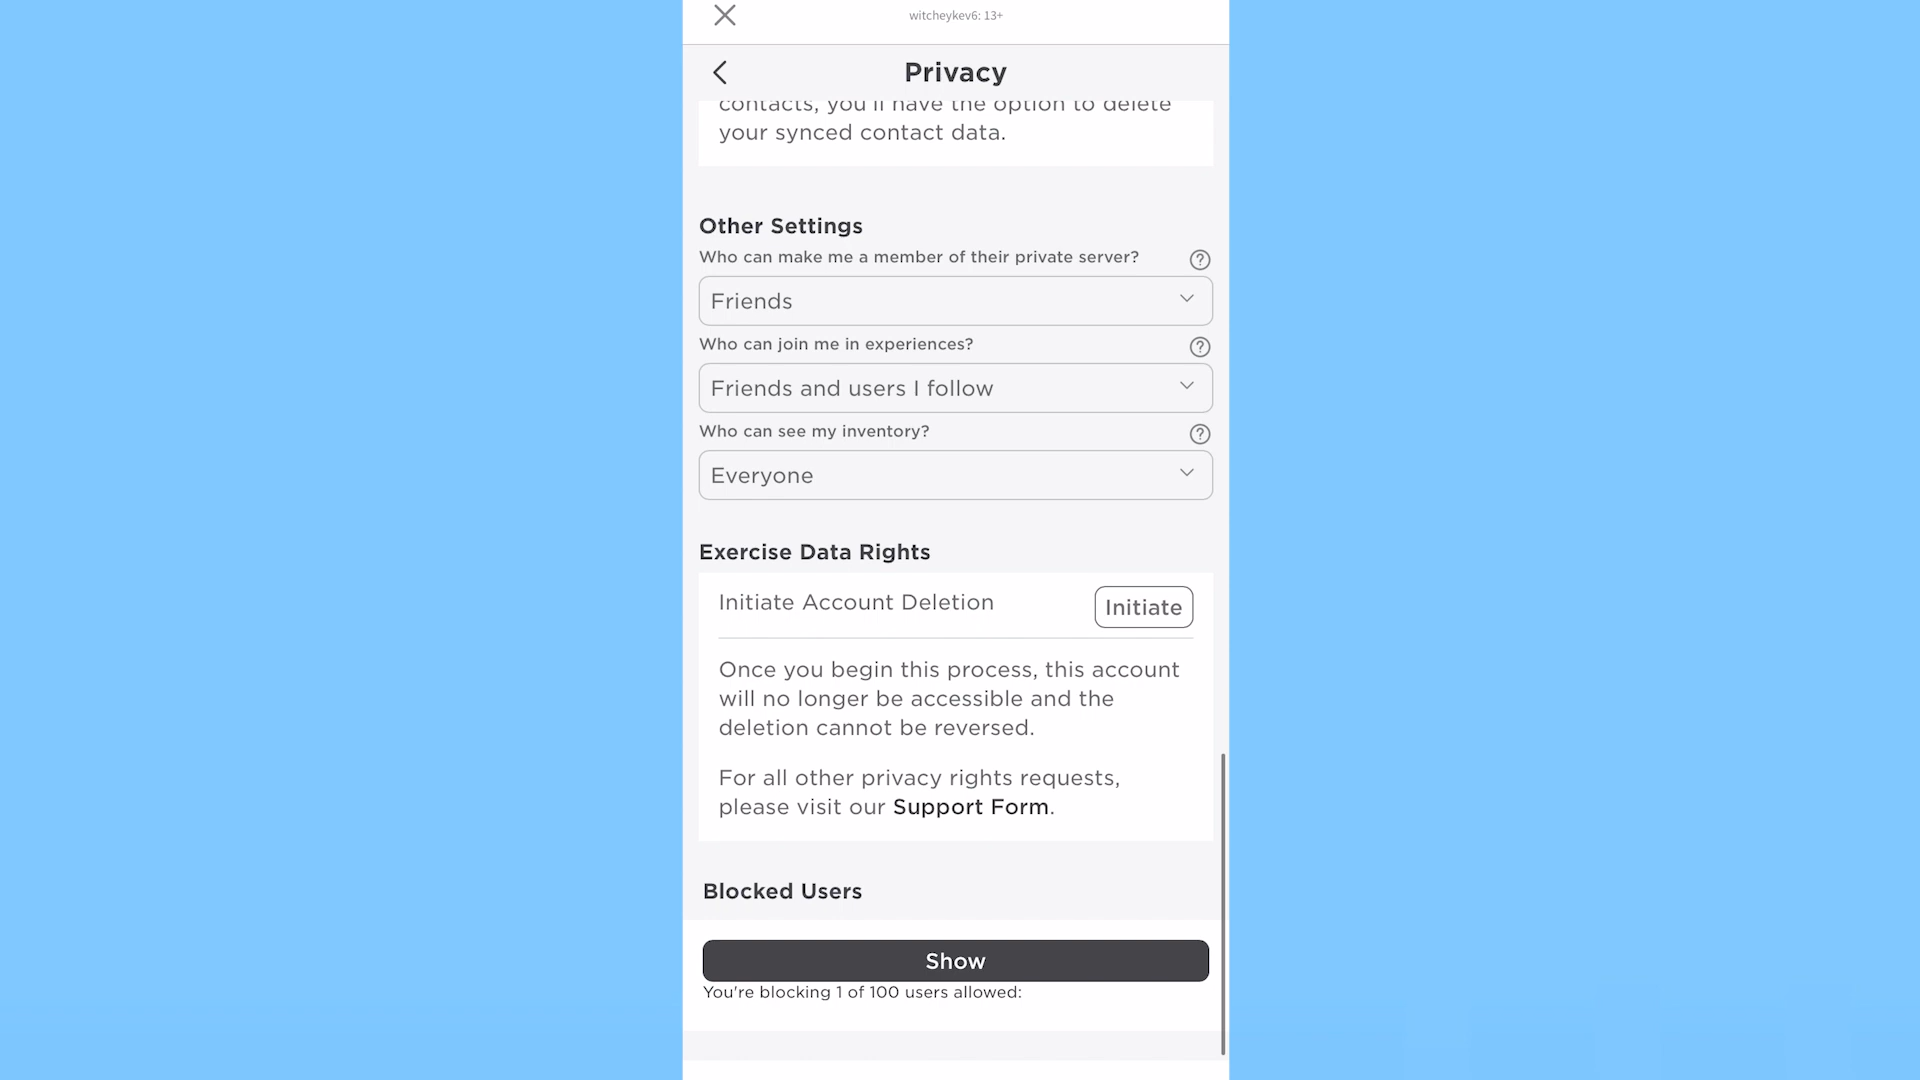 witcheykev6: 13+
Privacy
contacts, you'll have the option to delete
your synced contact data.
Other Settings
Who can make me a member of their private server?
Friends
Who can join me in experiences?
Friends and users I follow
Who can see my inventory?
Everyone
Exercise Data Rights
Initiate Account Deletion
Initiate
Once you begin this process, this account
will no longer be accessible and the
deletion cannot be reversed.
For all other privacy rights requests,
please visit our Support Form.
Blocked Users
Show
You're blocking 1 of 100 users allowed: